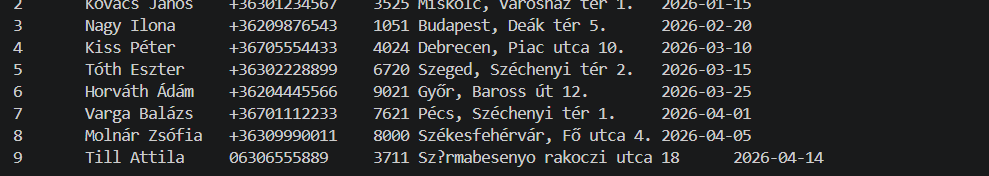 2 Kovács János +36301234567 3525 Miskolc, Városház tér 1. 2026-01-15
3 Nagy Ilona +36209876543 1051 Budapest, Deák tér 5. 2026-02-20
4 Kiss Péter +36705554433 4024 Debrecen, Piac utca 10. 2026-03-10
5 Tóth Eszter +36302228899 6720 Szeged, Széchenyi tér 2. 2026-03-15
6 Horváth Ádám +36204445566 9021 Győr, Baross út 12. 2026-03-25
7 Varga Balázs +36701112233 7621 Pécs, Széchenyi tér 1. 2026-04-01
8 Molnár Zsófia +36309990011 8000 Székesfehérvár, Fő utca 4. 2026-04-05
9 Till Attila 06306555889 3711 Sz?rmabesenyo rakoczi utca 18 2026-04-14